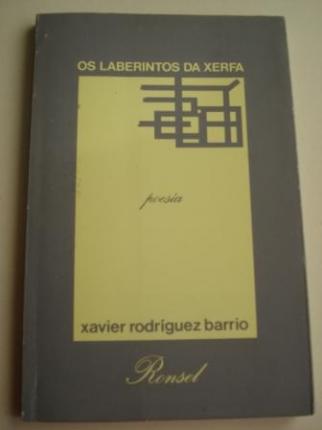 OS LABERINTOS DA XERFA
poesía
xavier rodríguez barrio
Ronsel